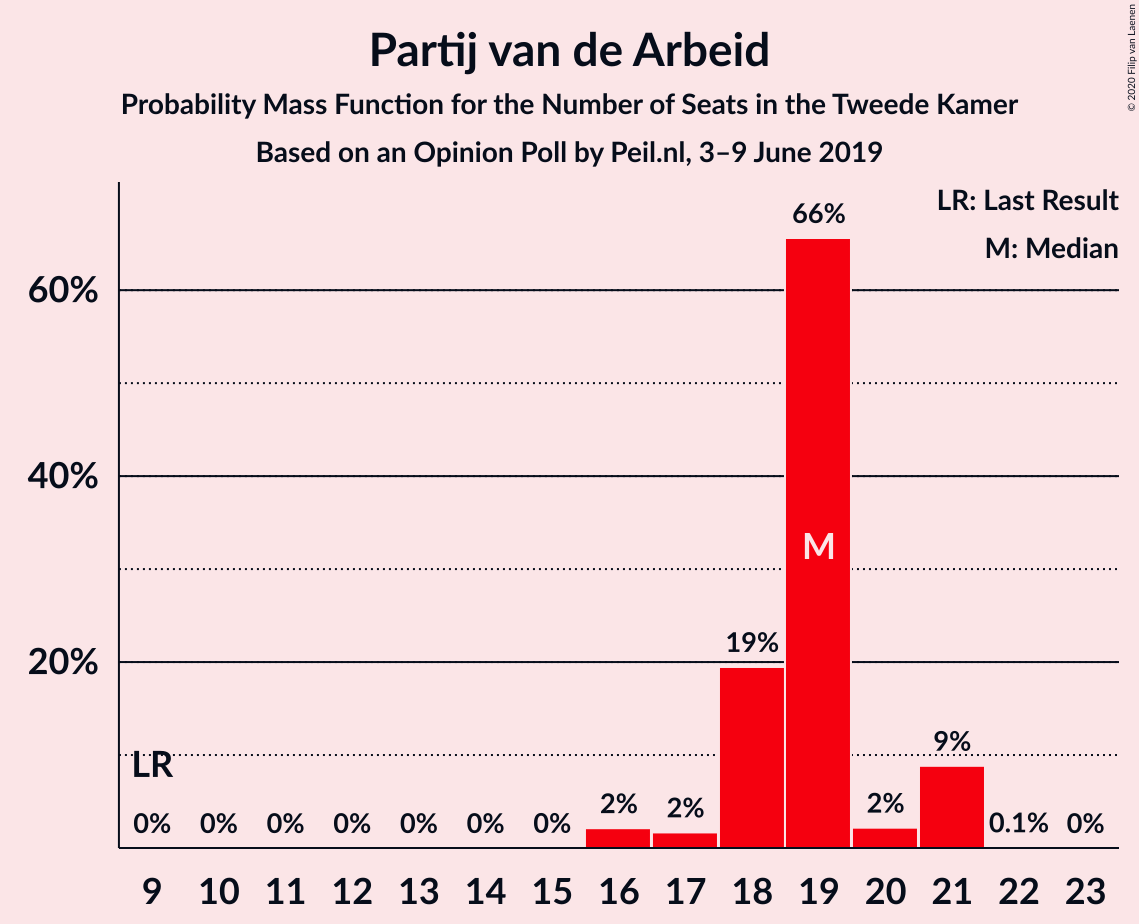 Partij van de Arbeid
Probability Mass Function for the Number of Seats in the Tweede Kamer
Based on an Opinion Poll by Peil.nl, 3–9 June 2019
© 2020 Filip van Laenen
LR: Last Result
M: Median
66%
60%
40%
M
19%
20%
9%
LR
0% 0% 0% 0% 0% 0% 0% 2% 2% 2% 0.1% 0%
9 10 11 12 13 14 15 16 17 18 19 20 21 22 23